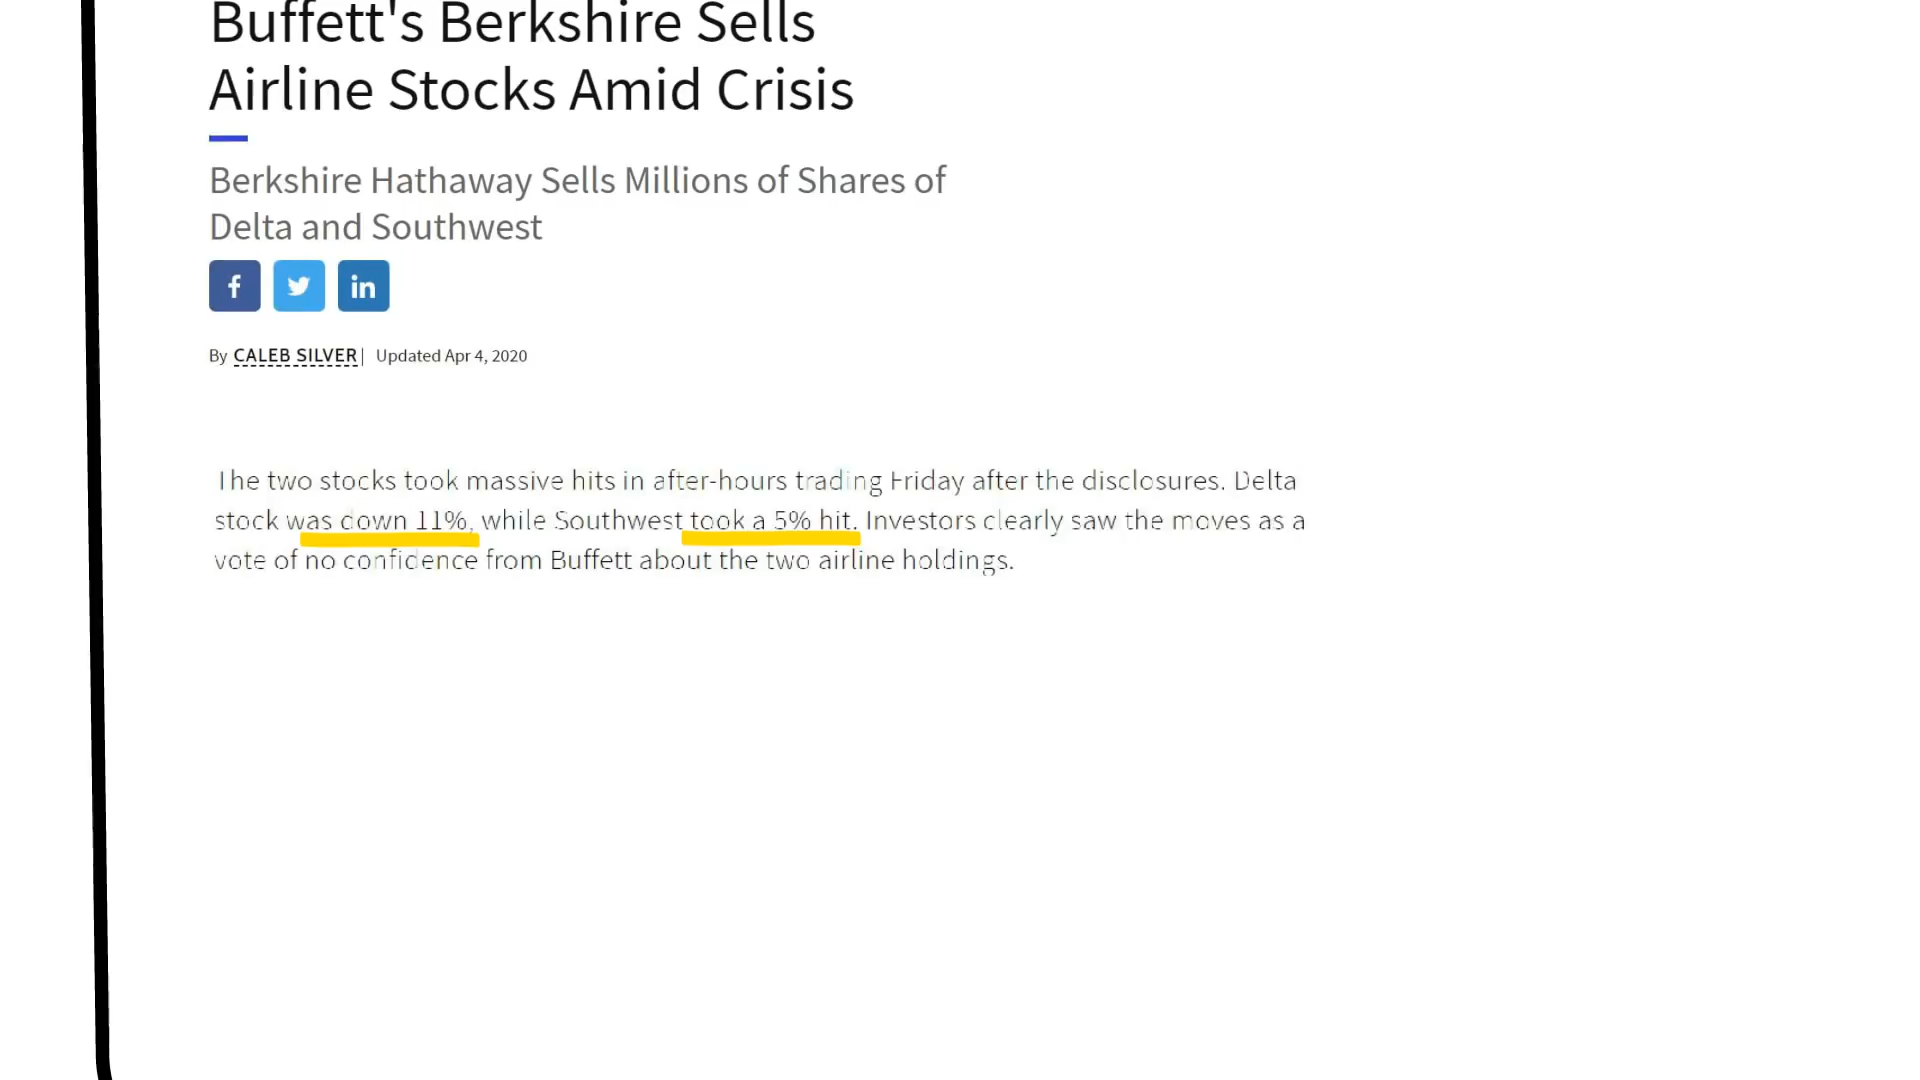 Buffett's Berkshire Sells
Airline Stocks Amid Crisis
Berkshire Hathaway Sells Millions of Shares of
Delta and Southwest
f in
By CALEB SILVER | Updated Apr 4, 2020
The two stocks took massive hits in after-hours trading Friday after the disclosures. Delta
stock was down 11%, while Southwest took a 5% hit. Investors clearly saw the moves as a
vote of no confidence from Buffett about the two airline holdings.